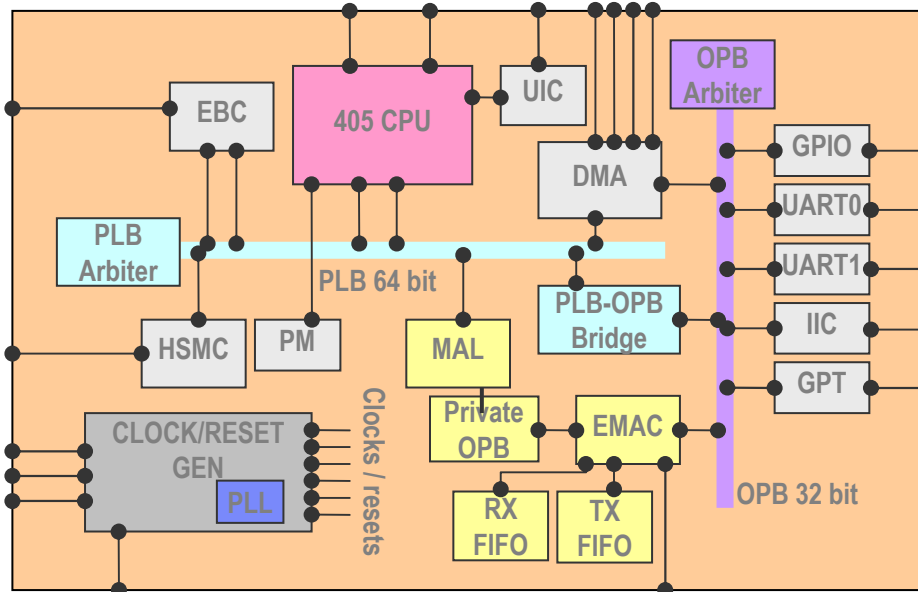 OPB
Arbiter
UIC
EBC
405 CPU
GPIO
DMA
UART0
PLB
Arbiter
PLB 64 bit
UART1
PLB-OPB
Bridge
IIC
HSMC
PM
MAL
GPT
Clocks / resets
Private
OPB
EMAC
CLOCK/RESET
GEN
PLL
OPB 32 bit
RX
FIFO
TX
FIFO